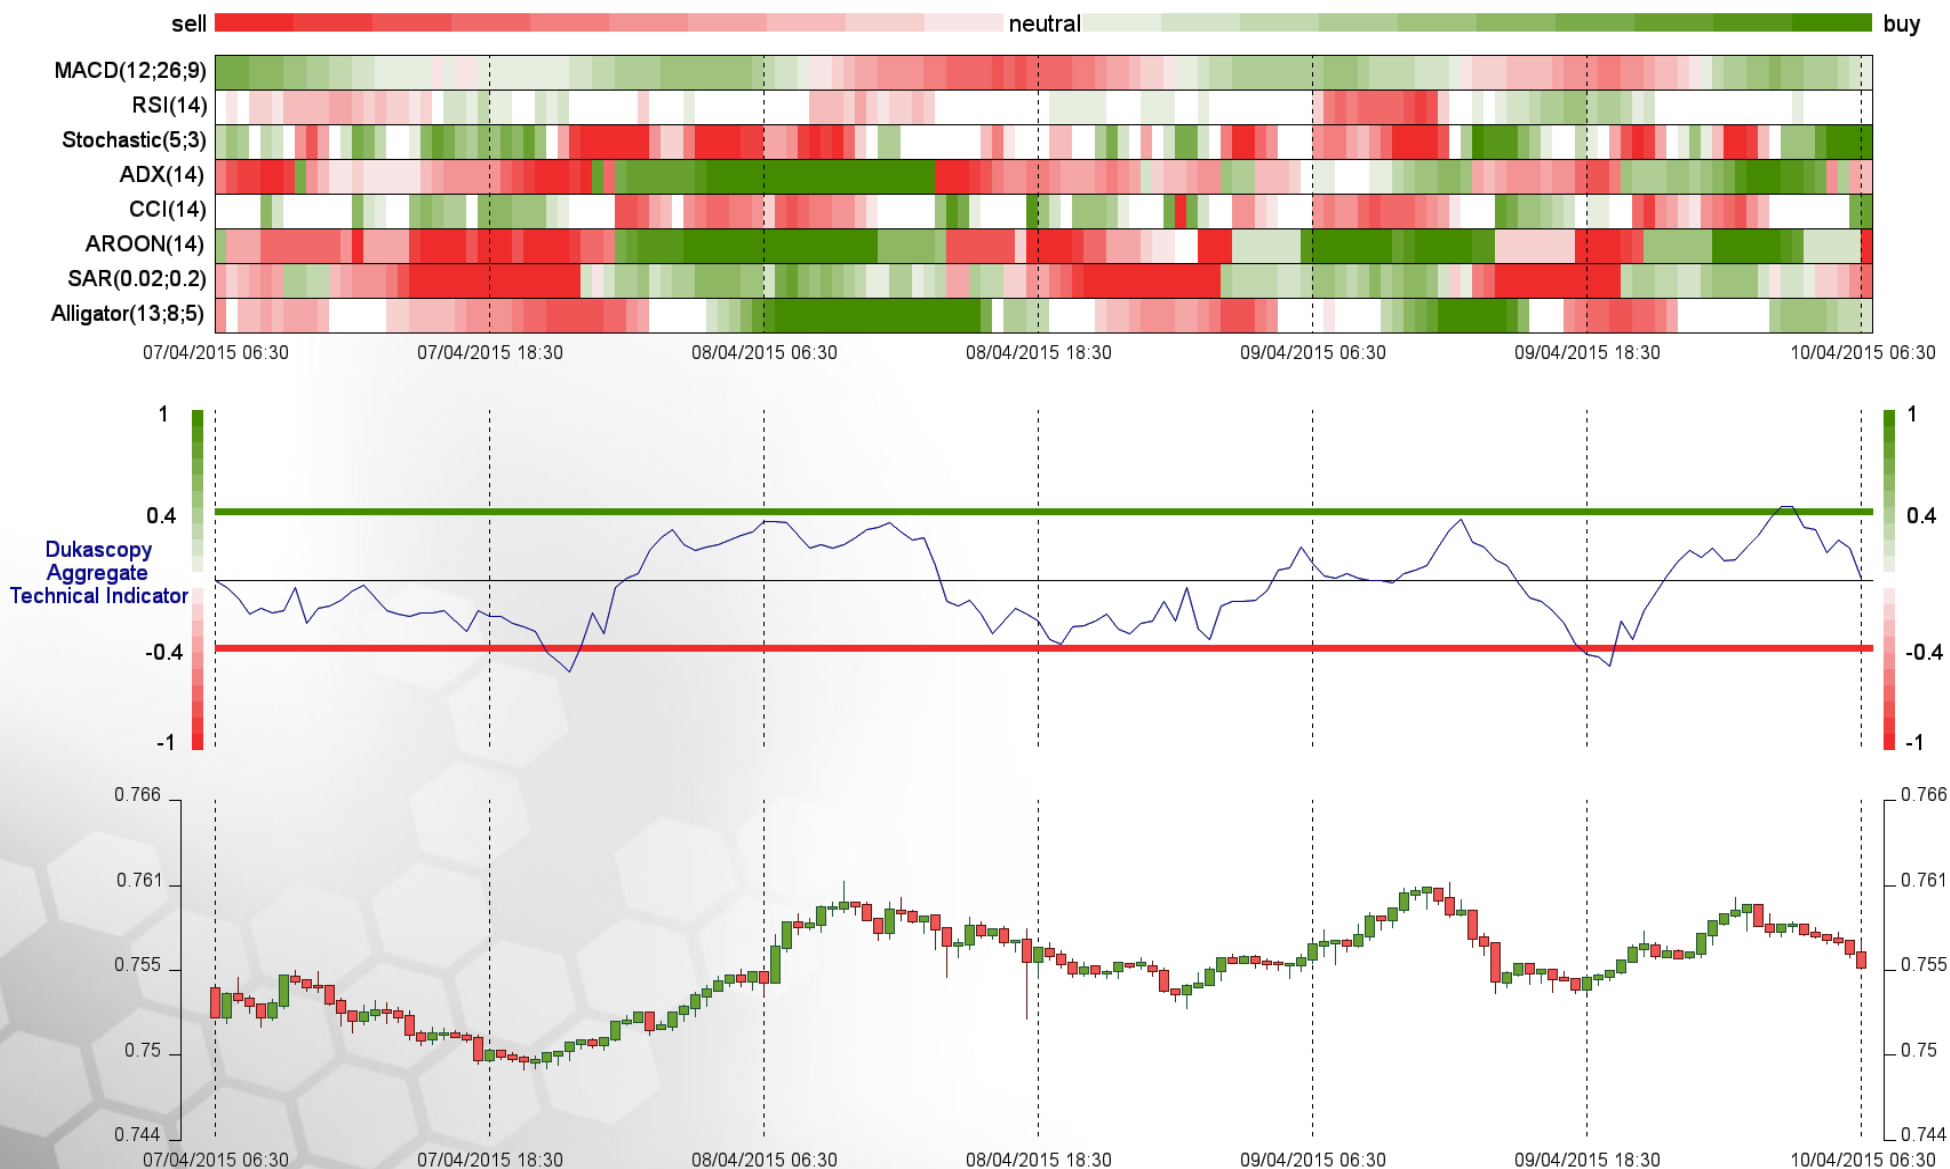 sell neutral buy
MACD(12;26;9)
RSI(14)
Stochastic(5;3)
ADX(14)
CCI(14)
AROON(14)
SAR(0.02;0.2)
Alligator(13;8;5)
07/04/2015 06:30 07/04/2015 18:30 08/04/2015 06:30 08/04/2015 18:30 09/04/2015 06:30 09/04/2015 18:30 10/04/2015 06:30
1 1
0.4 0.4
Dukascopy
Aggregate
Technical Indicator
-0.4 -0.4
-1 -1
0.766 0.766
0.761 0.761
0.755 0.755
0.75 0.75
0.744 0.744
07/04/2015 06:30 07/04/2015 18:30 08/04/2015 06:30 08/04/2015 18:30 09/04/2015 06:30 09/04/2015 18:30 10/04/2015 06:30